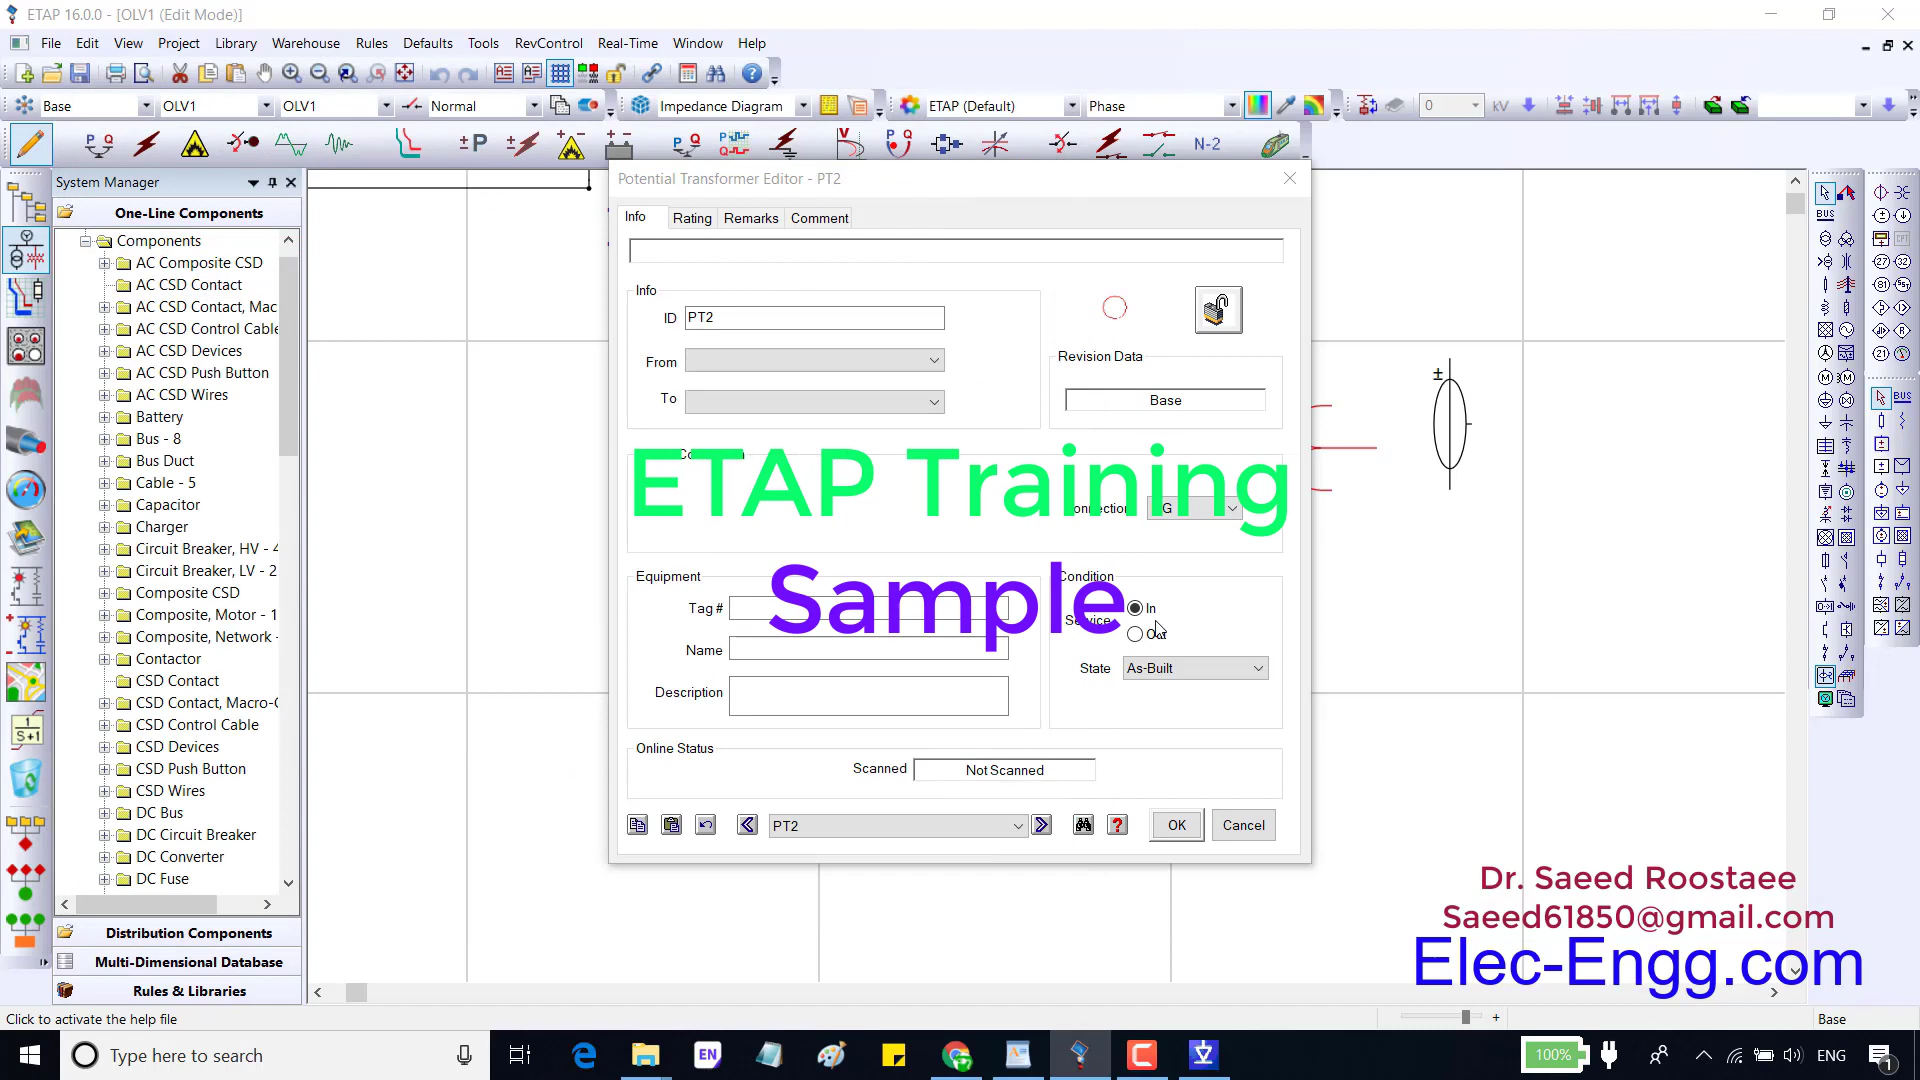 ETAP 16.0.0 - [OLV1 (Edit Mode)]
File Edit View Project Library Warehouse Rules Defaults Tools RevControl Real-Time Window Help
Base OLV1 OLV1 Normal Impedance Diagram ETAP (Default) Phase 0 kV
N-2
System Manager
One-Line Components
Components
AC Composite CSD
AC CSD Contact
AC CSD Contact, Mac
AC CSD Control Cable
AC CSD Devices
AC CSD Push Button
AC CSD Wires
Battery
Bus - 8
Bus Duct
Cable - 5
Capacitor
Charger
Circuit Breaker, HV - 4
Circuit Breaker, LV - 2
Composite CSD
Composite, Motor - 1
Composite, Network -
Contactor
CSD Contact
CSD Contact, Macro-C
CSD Control Cable
CSD Devices
CSD Push Button
CSD Wires
DC Bus
DC Circuit Breaker
DC Converter
DC Fuse
Distribution Components
Multi-Dimensional Database
Rules & Libraries
Potential Transformer Editor - PT2
Info Rating Remarks Comment
Info
ID PT2
From
To
Revision Data
Base
ETAP Training
Sample
Equipment
Tag #
Name
Description
Condition
Service
In
State As-Built
Online Status
Scanned Not Scanned
PT2
OK Cancel
BUS
BUS
Dr. Saeed Roostaee
Saeed61850@gmail.com
Elec-Engg.com
Click to activate the help file
Base
Type here to search
EN
100%
ENG
1